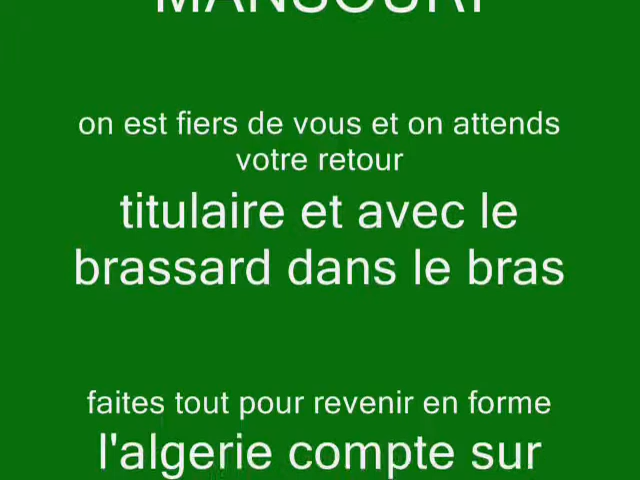 MANSOURI
on est fiers de vous et on attends
votre retour
titulaire et avec le
brassard dans le bras
faites tout pour revenir en forme
l'algerie compte sur